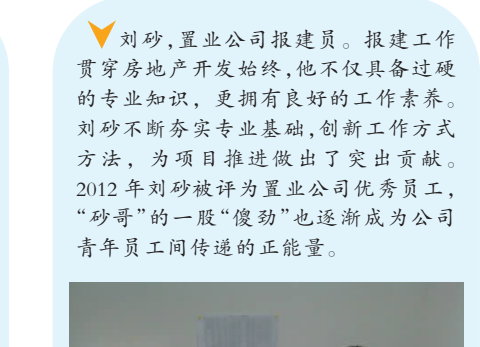 刘砂,置业公司报建员。报建工作
贯穿房地产开发始终,他不仅具备过硬
的专业知识，更拥有良好的工作素养。
刘砂不断夯实专业基础,创新工作方式
方法，为项目推进做出了突出贡献。
2012 年刘砂被评为置业公司优秀员工，
“砂哥”的一股“傻劲”也逐渐成为公司
青年员工间传递的正能量。